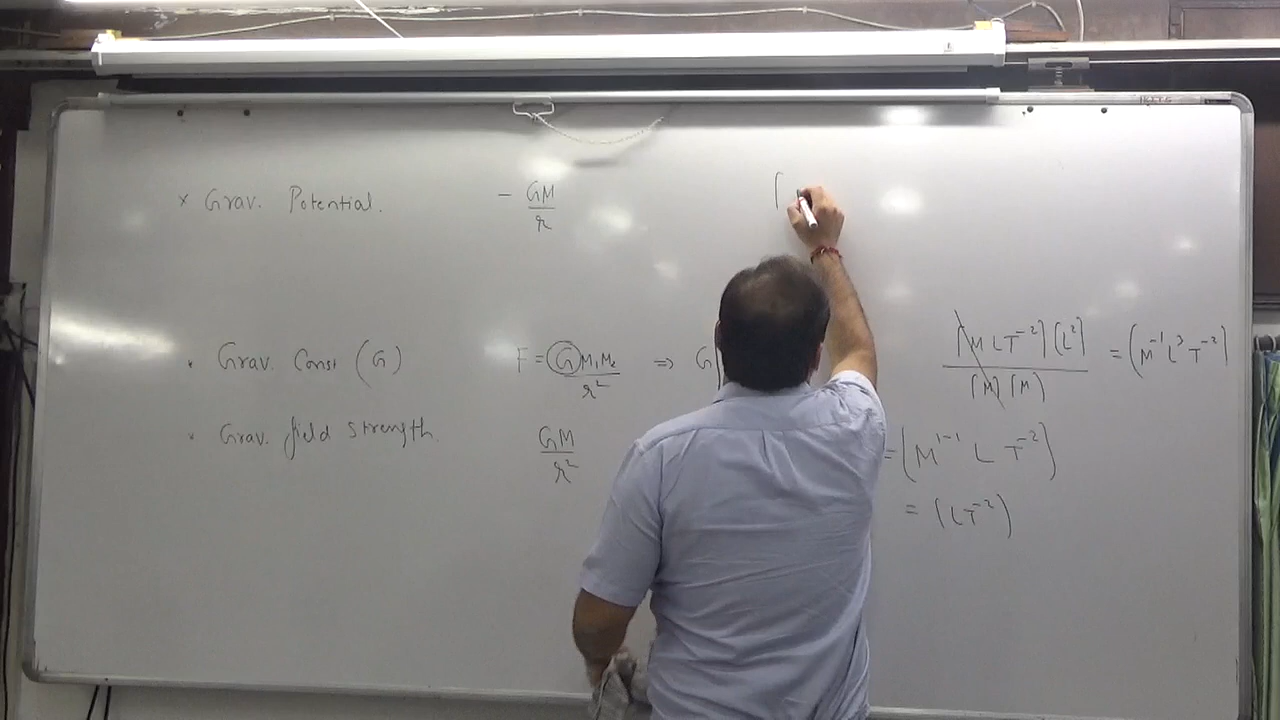 × Grav. Potential. - GM/r [
· Grav. Const (G) F = G M₁M₂/r² ⇒ G [M L T⁻²][L²]/[M][M] = [M⁻¹ L³ T⁻²]
· Grav. field strength. GM/r² = [M¹⁻¹ L T⁻²]
= [L T⁻²]